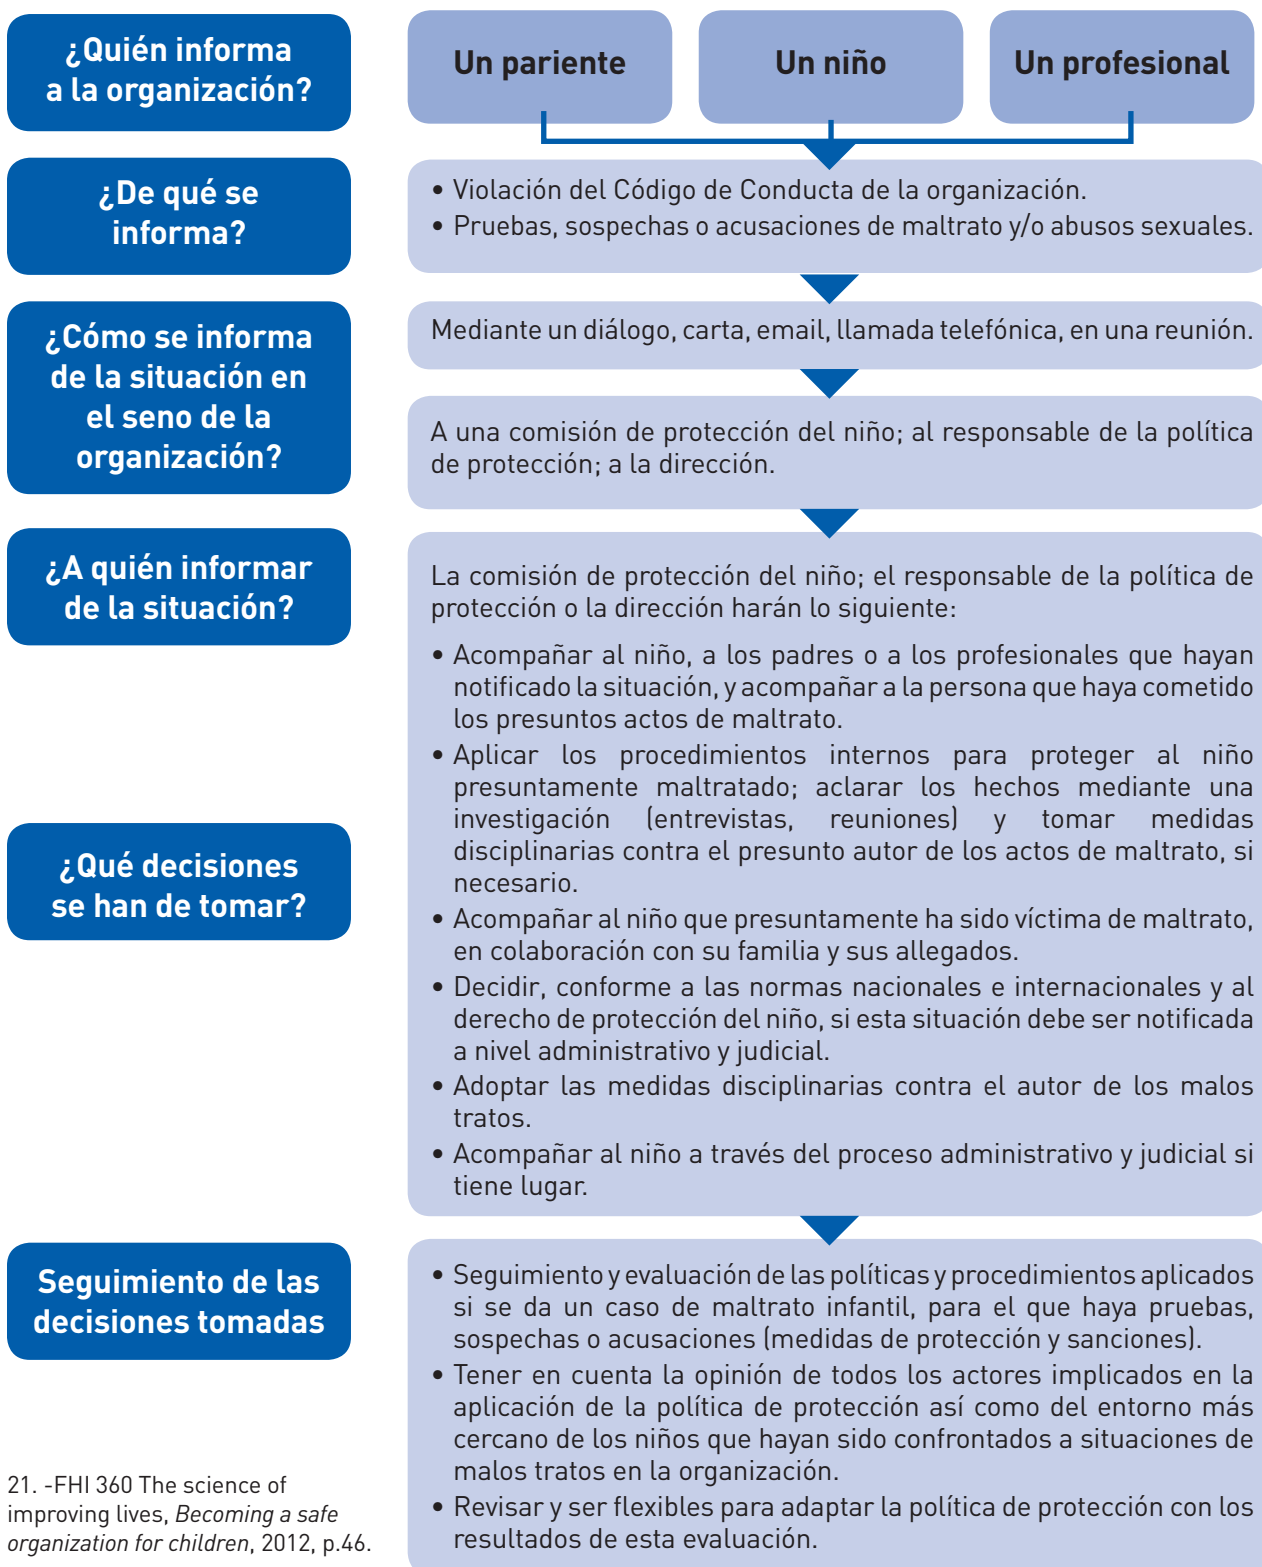 ¿Quién informa
a la organización?
Un pariente
Un niño
Un profesional
¿De qué se
informa?
• Violación del Código de Conducta de la organización.
• Pruebas, sospechas o acusaciones de maltrato y/o abusos sexuales.
¿Cómo se informa
de la situación en
el seno de la
organización?
Mediante un diálogo, carta, email, llamada telefónica, en una reunión.
A una comisión de protección del niño; al responsable de la política
de protección; a la dirección.
¿A quién informar
de la situación?
La comisión de protección del niño; el responsable de la política de
protección o la dirección harán lo siguiente:
• Acompañar al niño, a los padres o a los profesionales que hayan
notificado la situación, y acompañar a la persona que haya cometido
los presuntos actos de maltrato.
• Aplicar los procedimientos internos para proteger al niño
presuntamente maltratado; aclarar los hechos mediante una
investigación (entrevistas, reuniones) y tomar medidas
disciplinarias contra el presunto autor de los actos de maltrato, si
necesario.
¿Qué decisiones
se han de tomar?
• Acompañar al niño que presuntamente ha sido víctima de maltrato,
en colaboración con su familia y sus allegados.
• Decidir, conforme a las normas nacionales e internacionales y al
derecho de protección del niño, si esta situación debe ser notificada
a nivel administrativo y judicial.
• Adoptar las medidas disciplinarias contra el autor de los malos
tratos.
• Acompañar al niño a través del proceso administrativo y judicial si
tiene lugar.
Seguimiento de las
decisiones tomadas
• Seguimiento y evaluación de las políticas y procedimientos aplicados
si se da un caso de maltrato infantil, para el que haya pruebas,
sospechas o acusaciones (medidas de protección y sanciones).
• Tener en cuenta la opinión de todos los actores implicados en la
aplicación de la política de protección así como del entorno más
cercano de los niños que hayan sido confrontados a situaciones de
malos tratos en la organización.
• Revisar y ser flexibles para adaptar la política de protección con los
resultados de esta evaluación.
21. -FHI 360 The science of
improving lives, Becoming a safe
organization for children, 2012, p.46.